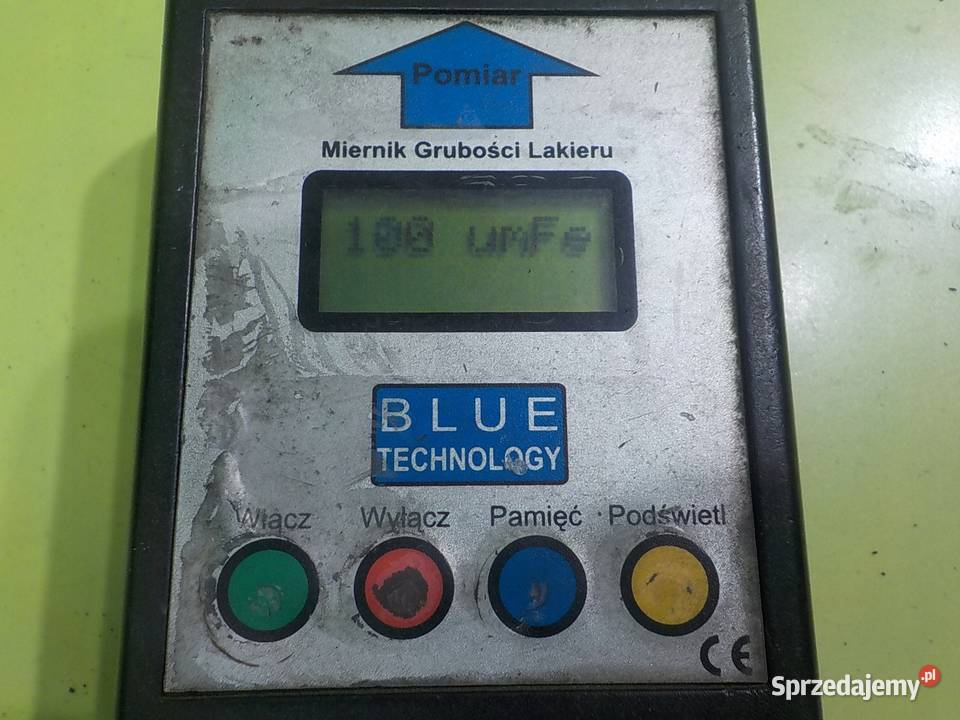 Pomiar
Miernik Grubości Lakieru
100 umFe
BLUE
TECHNOLOGY
Włącz Wyłącz Pamięć Podświetl
CE
Sprzedajemy.pl